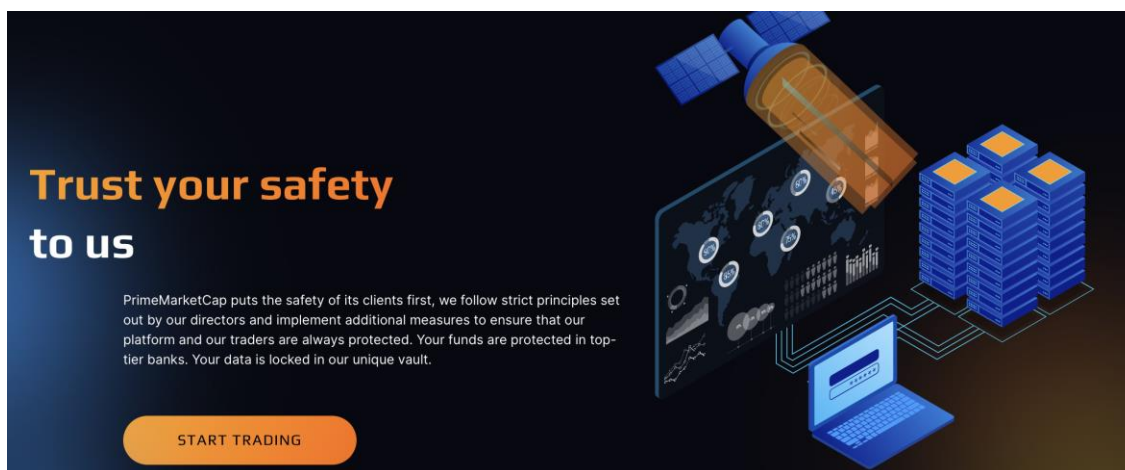 Trust your safety
to us
PrimeMarketCap puts the safety of its clients first, we follow strict principles set
out by our directors and implement additional measures to ensure that our
platform and our traders are always protected. Your funds are protected in top-
tier banks. Your data is locked in our unique vault.
START TRADING